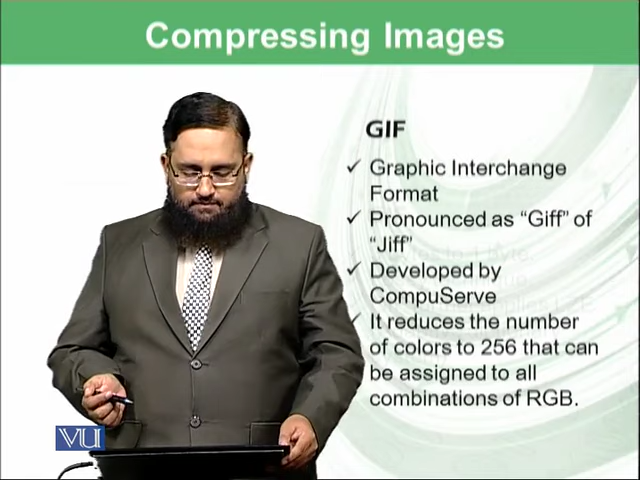 Compressing Images
GIF
✓ Graphic Interchange
Format
✓ Pronounced as “Giff” of
“Jiff”
✓ Developed by
CompuServe
✓ It reduces the number
of colors to 256 that can
be assigned to all
combinations of RGB.
VU